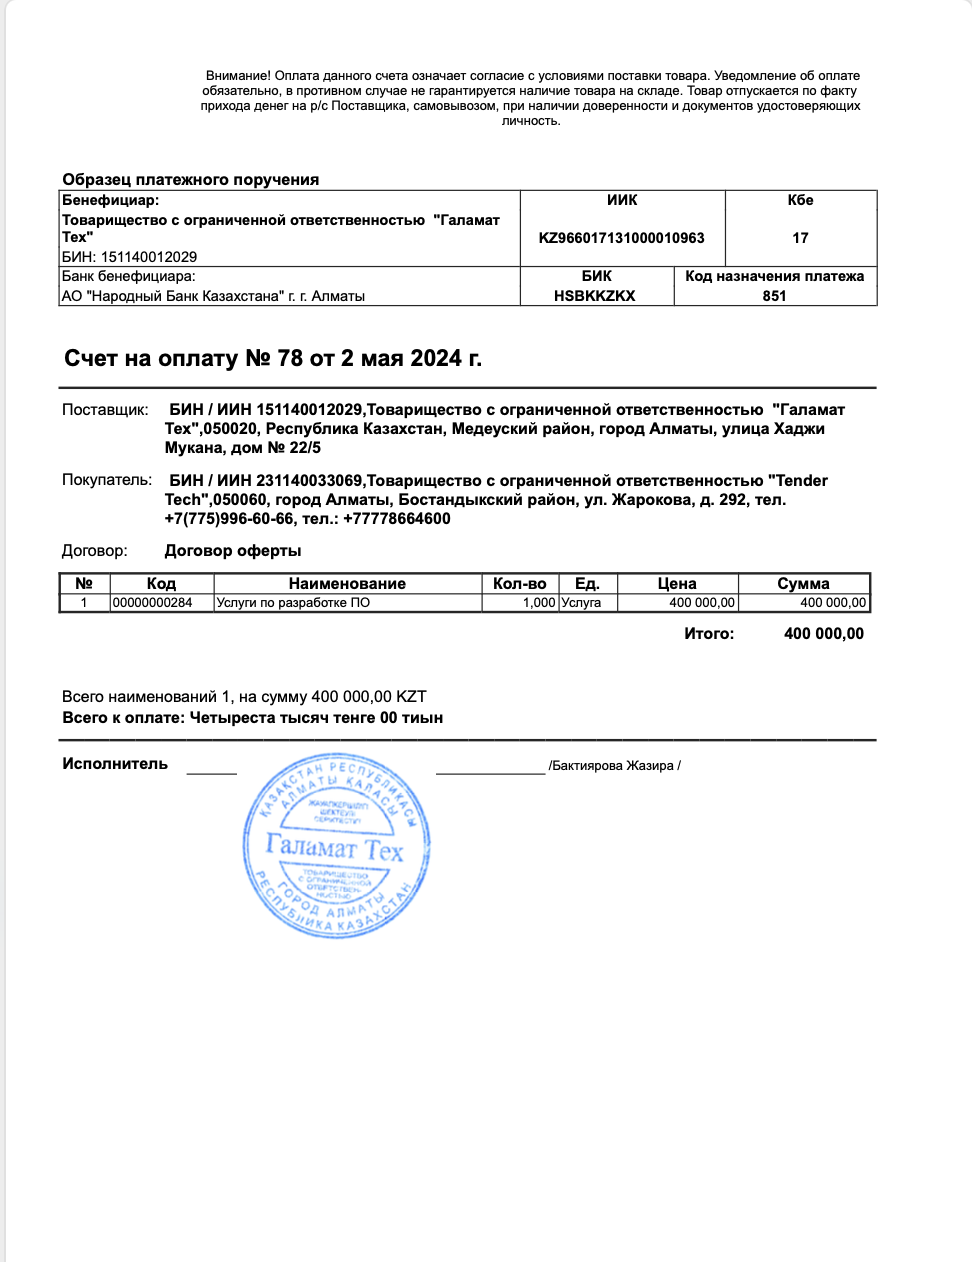 Внимание! Оплата данного счета означает согласие с условиями поставки товара. Уведомление об оплате
обязательно, в противном случае не гарантируется наличие товара на складе. Товар отпускается по факту
прихода денег на р/с Поставщика, самовывозом, при наличии доверенности и документов удостоверяющих
личность.
Образец платежного поручения
Бенефициар: ИИК Кбе
Товарищество с ограниченной ответственностью "Галамат
Тех" KZ966017131000010963 17
БИН: 151140012029
Банк бенефициара: БИК Код назначения платежа
АО "Народный Банк Казахстана" г. г. Алматы HSBKKZKX 851
Счет на оплату № 78 от 2 мая 2024 г.
Поставщик: БИН / ИИН 151140012029,Товарищество с ограниченной ответственностью "Галамат
Тех",050020, Республика Казахстан, Медеуский район, город Алматы, улица Хаджи
Мукана, дом № 22/5
Покупатель: БИН / ИИН 231140033069,Товарищество с ограниченной ответственностью "Tender
Tech",050060, город Алматы, Бостандыкский район, ул. Жарокова, д. 292, тел.
+7(775)996-60-66, тел.: +77778664600
Договор: Договор оферты
№ Код Наименование Кол-во Ед. Цена Сумма
1 00000000284 Услуги по разработке ПО 1,000 Услуга 400 000,00 400 000,00
Итого: 400 000,00
Всего наименований 1, на сумму 400 000,00 KZT
Всего к оплате: Четыреста тысяч тенге 00 тиын
Исполнитель /Бактиярова Жазира /
ҚАЗАҚСТАН РЕСПУБЛИКАСЫ
АЛМАТЫ ҚАЛАСЫ
Галамат Тех
ТОВАРИЩЕСТВО
С ОГРАНИЧЕННОЙ
ОТВЕТСТВЕН-
НОСТЬЮ
ГОРОД АЛМАТЫ
РЕСПУБЛИКА КАЗАХСТАН